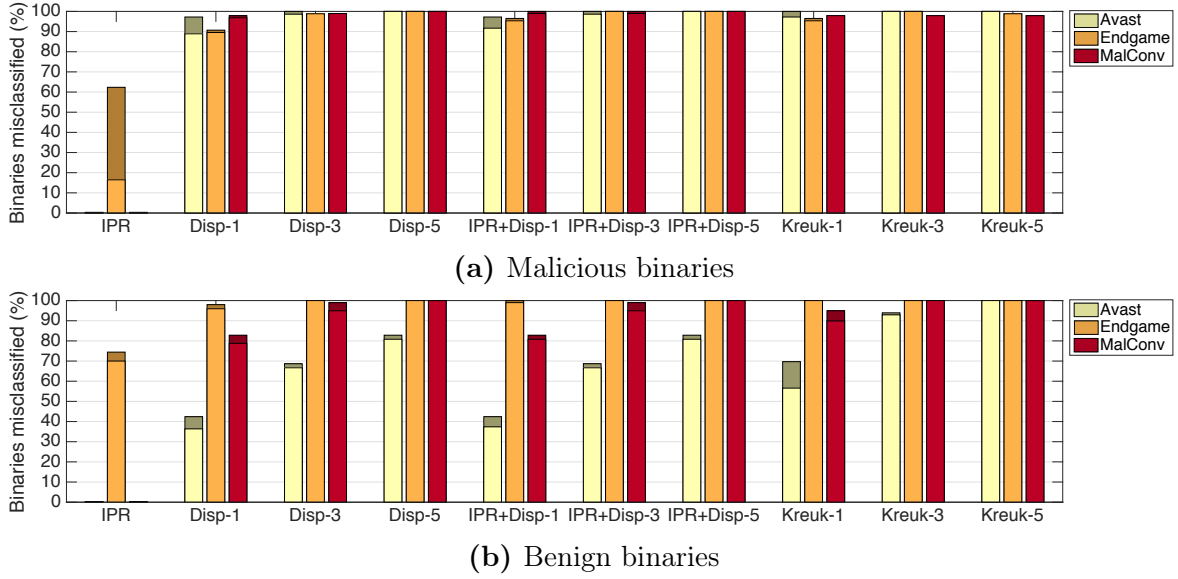 Binaries misclassified (%)
100
90
80
70
60
50
40
30
20
10
0
IPR Disp-1 Disp-3 Disp-5 IPR+Disp-1 IPR+Disp-3 IPR+Disp-5 Kreuk-1 Kreuk-3 Kreuk-5
Avast
Endgame
MalConv
(a) Malicious binaries
Binaries misclassified (%)
100
90
80
70
60
50
40
30
20
10
0
IPR Disp-1 Disp-3 Disp-5 IPR+Disp-1 IPR+Disp-3 IPR+Disp-5 Kreuk-1 Kreuk-3 Kreuk-5
Avast
Endgame
MalConv
(b) Benign binaries